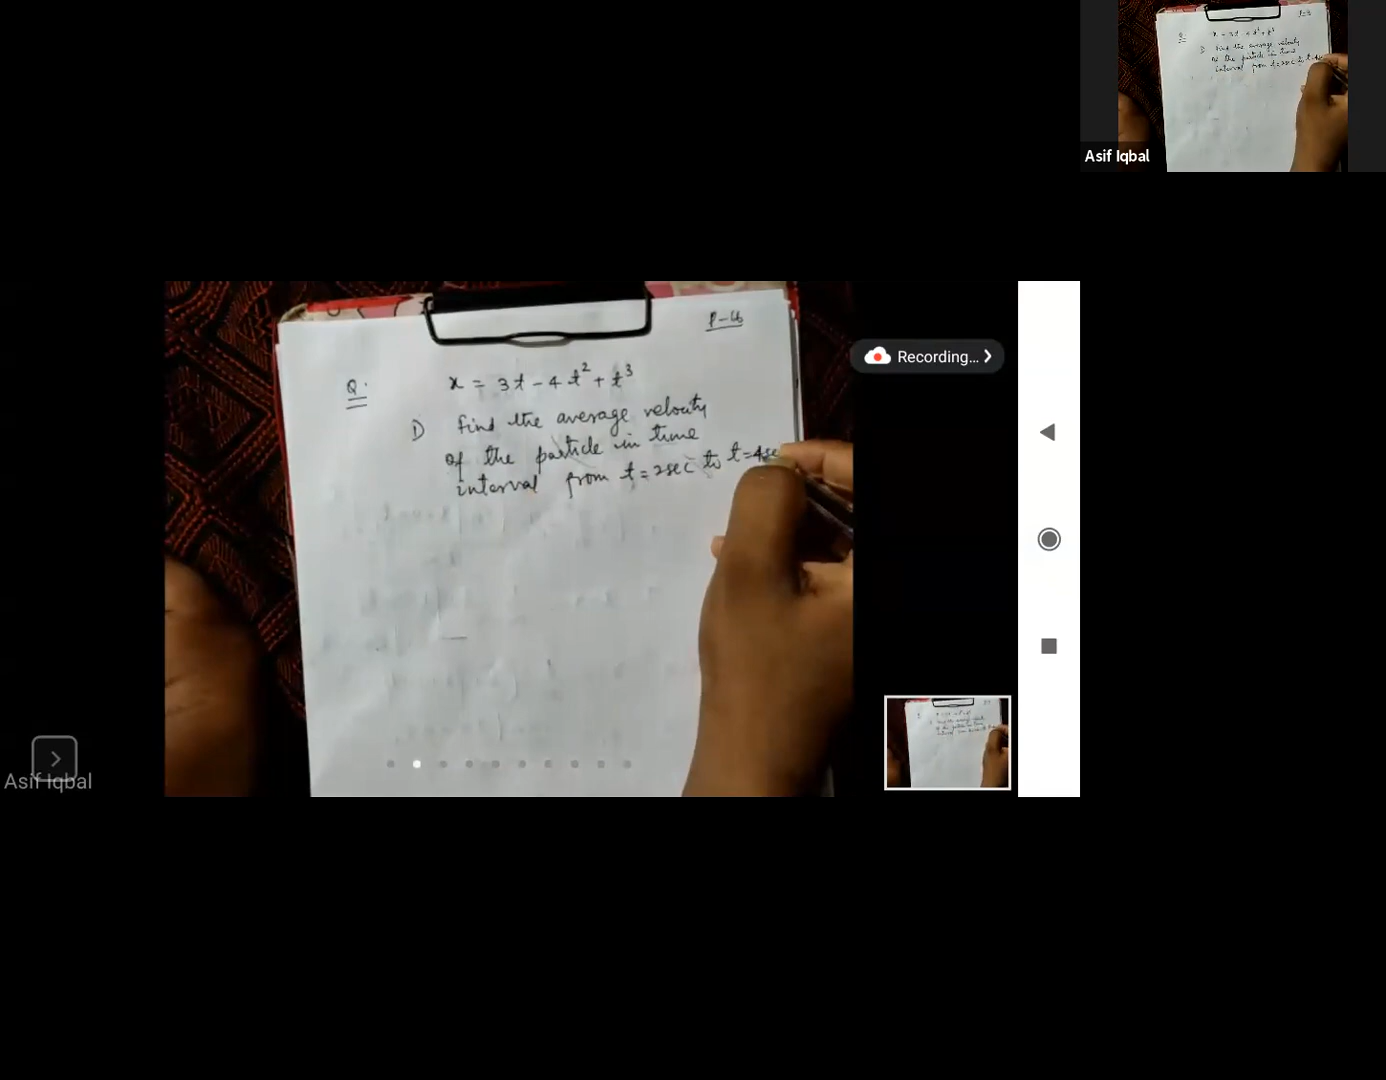 Asif Iqbal
P-16
Recording...
Q. x = 3t - 4t² + t³
1) Find the average velocity
of the particle in time
interval from t=2sec to t=4se
Asif Iqbal